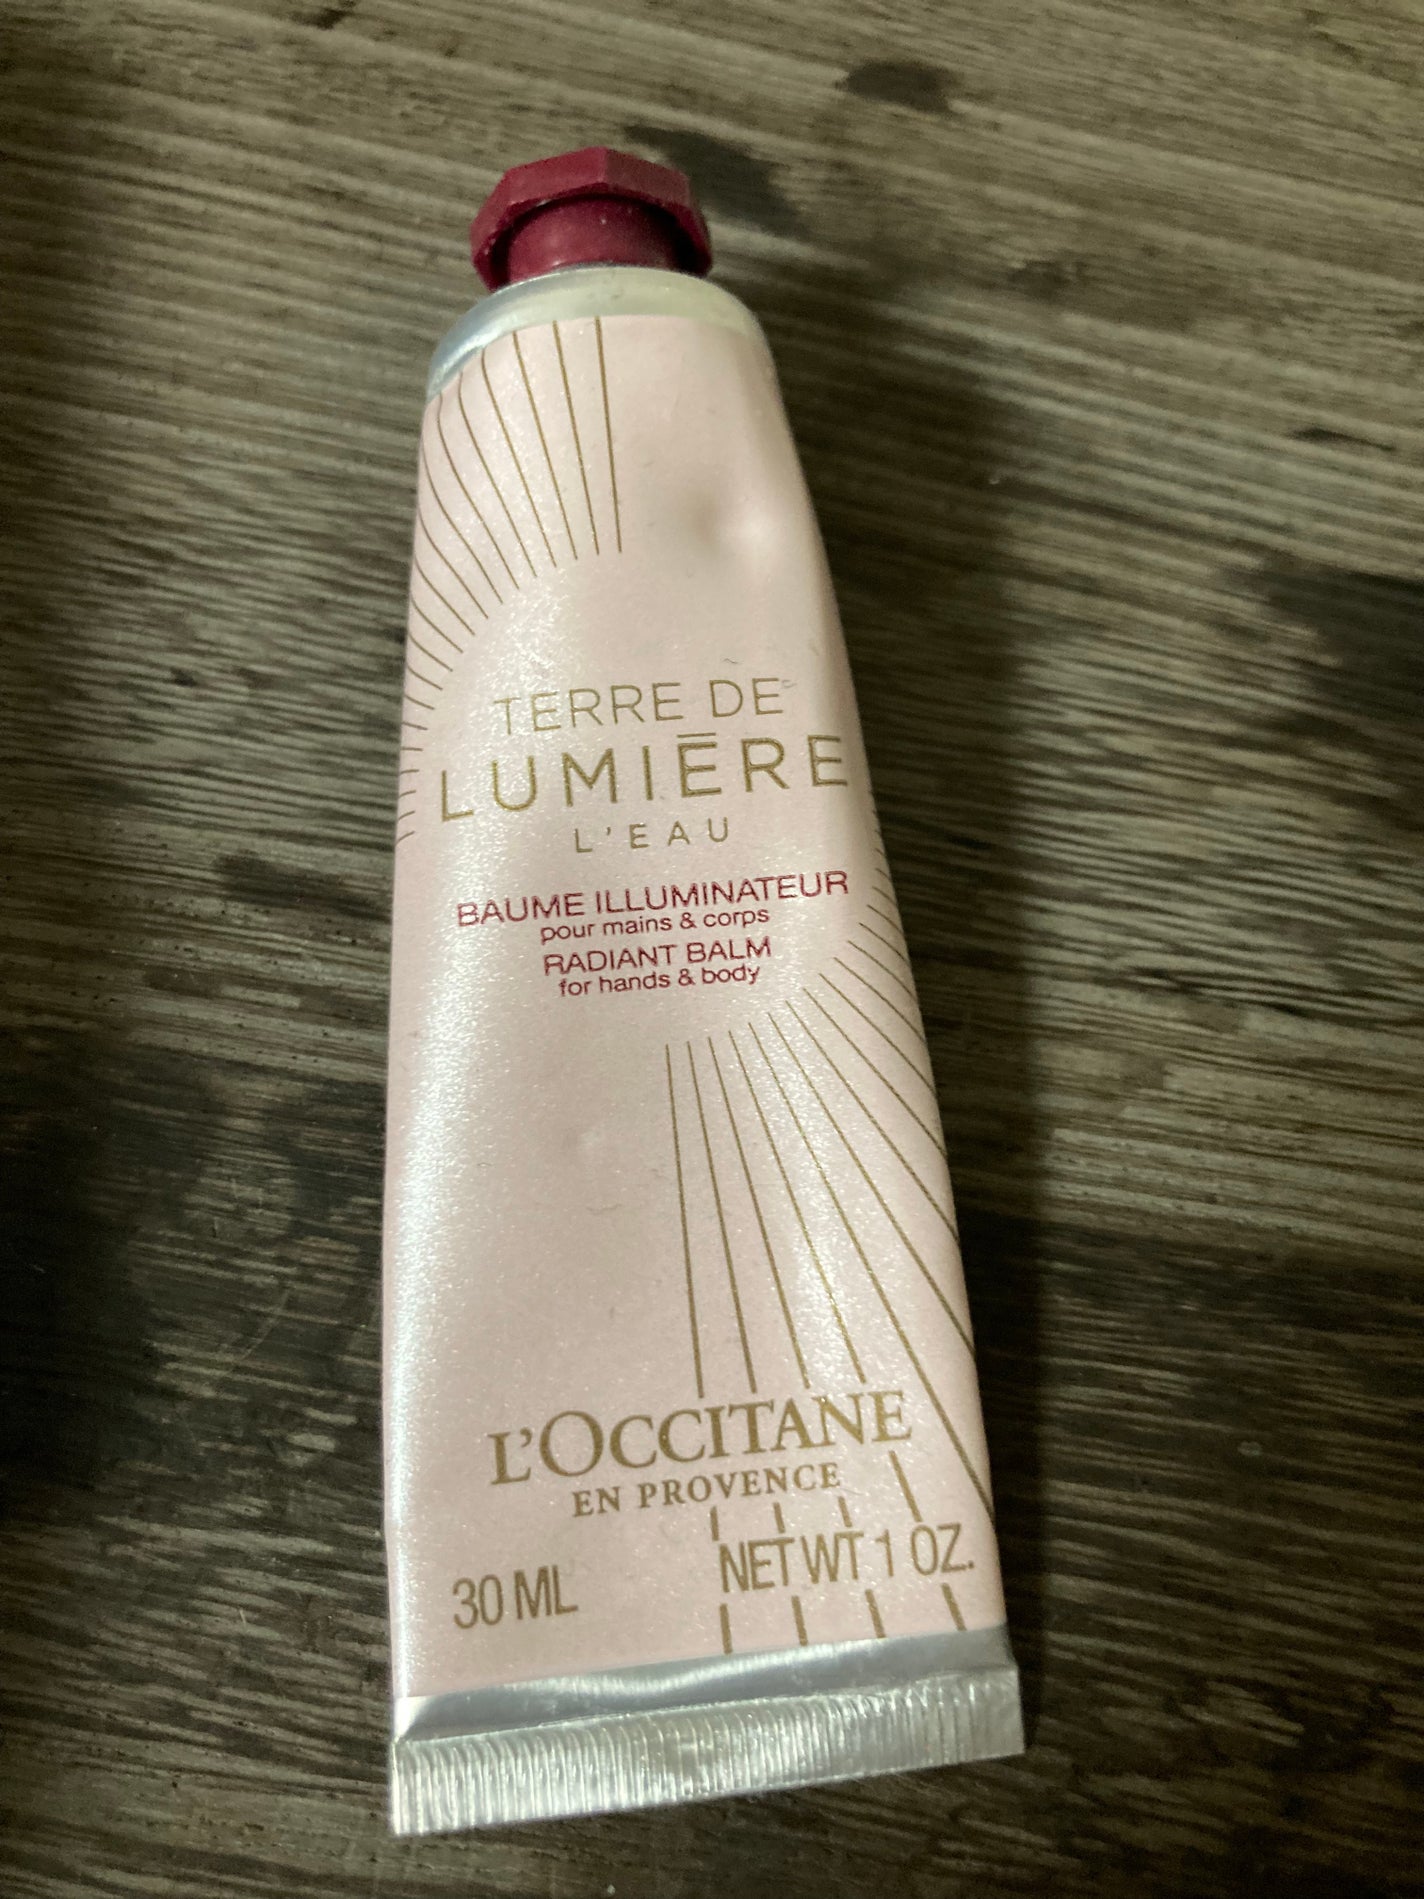 TERRE DE
LUMIĒRE
L'EAU
BAUME ILLUMINATEUR
pour mains & corps
RADIANT BALM
for hands & body
L'OCCITANE
EN PROVENCE
30 ML
NET WT 1 OZ.